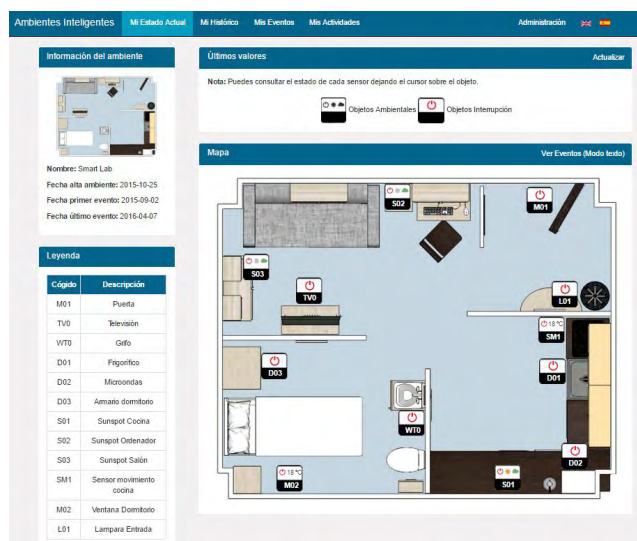 Ambientes Inteligentes Mi Estado Actual Mi Histórico Mis Eventos Mis Actividades Administración
Información del ambiente
Nombre: Smart Lab
Fecha alta ambiente: 2015-10-25
Fecha primer evento: 2015-09-02
Fecha último evento: 2016-04-07
Leyenda
Cógido Descripción
M01 Puerta
TV0 Televisión
WT0 Grifo
D01 Frigorífico
D02 Microondas
D03 Armario dormitorio
S01 Sunspot Cocina
S02 Sunspot Ordenador
S03 Sunspot Salón
SM1 Sensor movimiento
cocina
M02 Ventana Dormitorio
L01 Lampara Entrada
Últimos valores Actualizar
Nota: Puedes consultar el estado de cada sensor dejando el cursor sobre el objeto.
Objetos Ambientales Objetos Interrupción
Mapa Ver Eventos (Modo texto)
S02
M01
S03
TV0
L01
18 ºC
SM1
D03
D01
WT0
D02
18 ºC
M02
S01